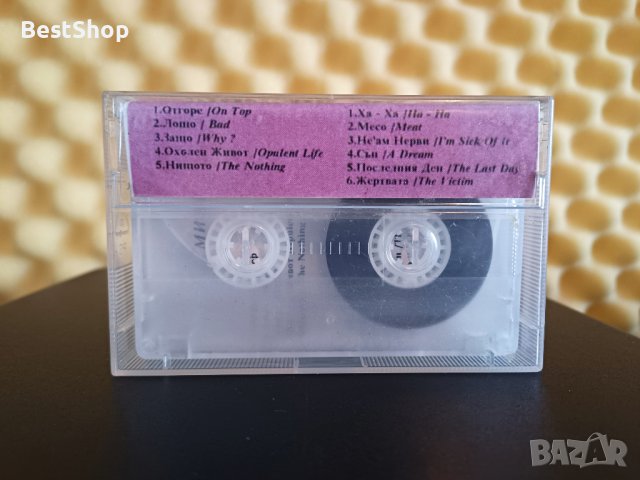 BestShop
1.Отгоре /On Top
2.Лошо / Bad
3.Защо /Why ?
4.Охолен Живот /Opulent Life
5.Нищото /The Nothing
1.Ха - Ха /Ha - Ha
2.Месо /Meat
3.Не'ам Нерви /I'm Sick Of It
4.Сън /A Dream
5.Последния Ден /The Last Day
6.Жертвата /The Victim
he Nothing
BAZAR